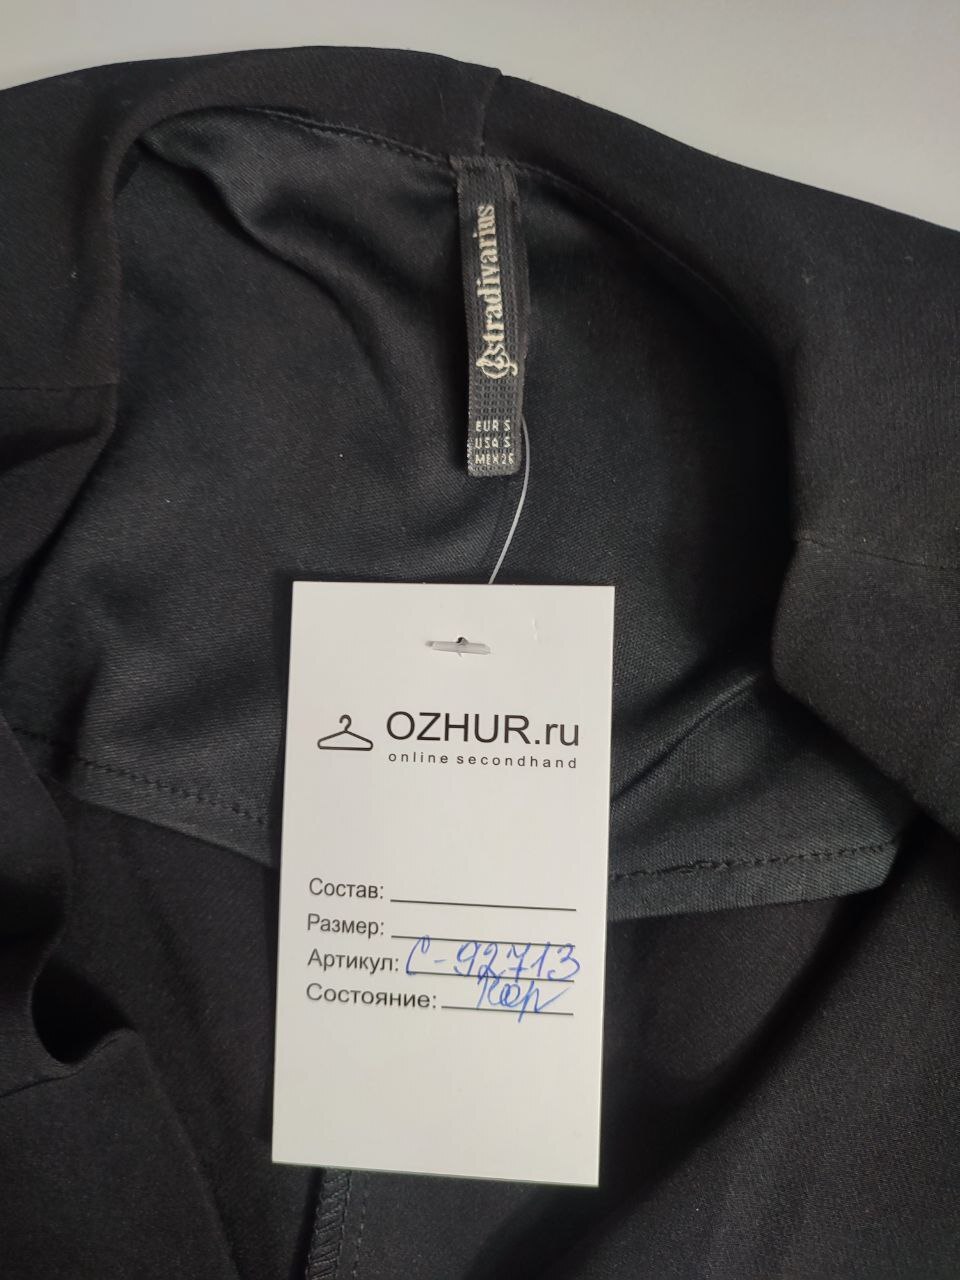 stradivarius
EUR S
USA S
MEX 26
OZHUR.ru
online secondhand
Состав:
Размер:
Артикул: С-92713
Состояние: Хор